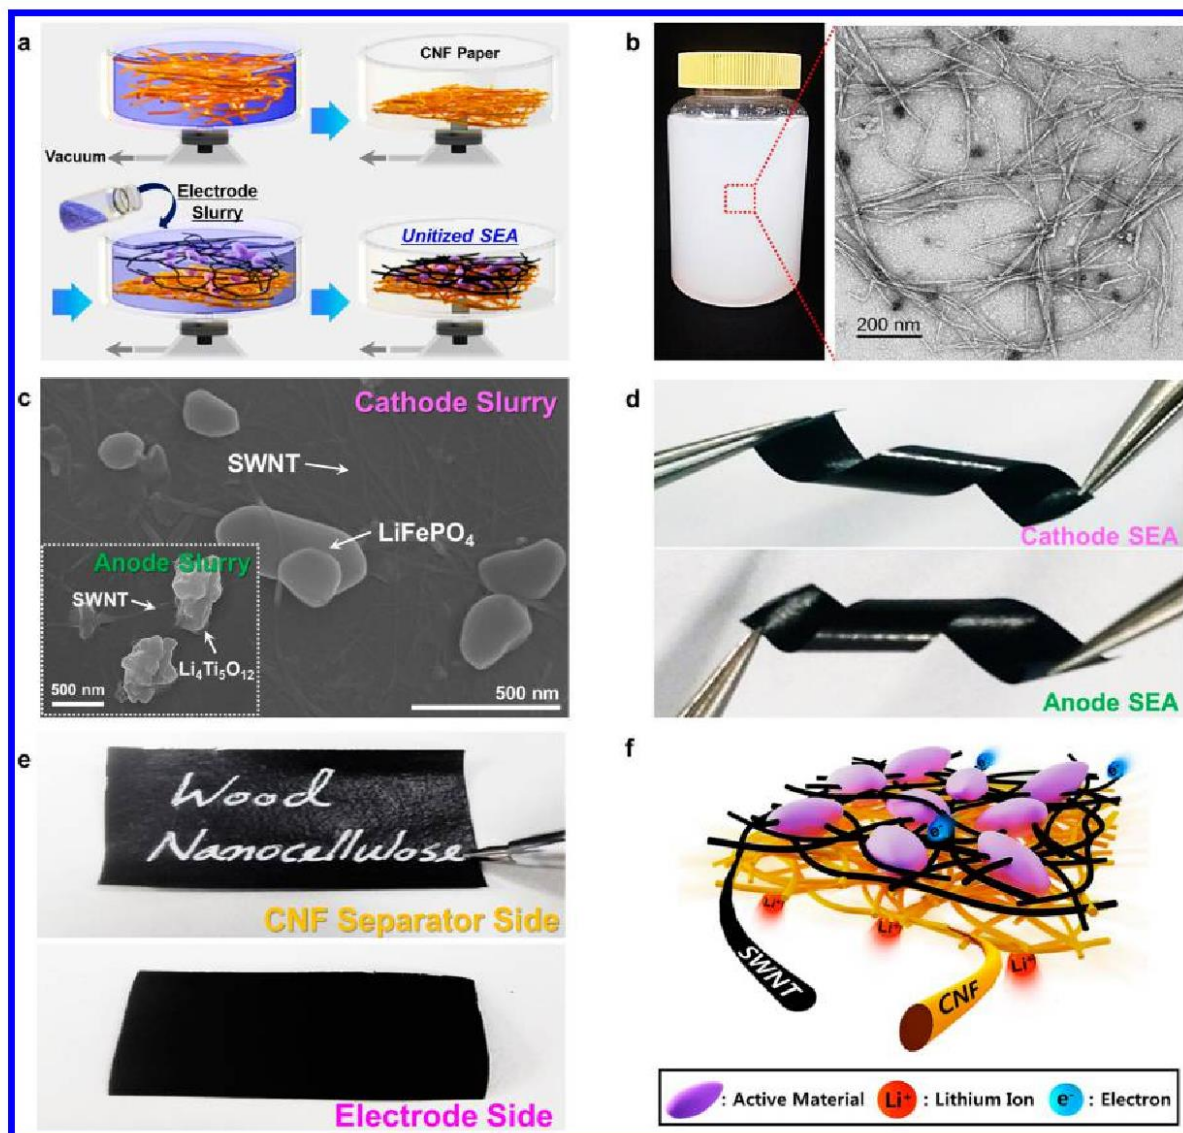 a
CNF Paper
Vacuum
Electrode
Slurry
Unitized SEA
b
200 nm
c
Cathode Slurry
SWNT
LiFePO4
Anode Slurry
SWNT
Li4Ti5O12
500 nm
500 nm
d
Cathode SEA
Anode SEA
e
Wood
Nanocellulose
CNF Separator Side
Electrode Side
f
e-
e-
e-
Li+
Li+
Li+
SWNT
CNF
: Active Material
Li+ : Lithium Ion
e- : Electron